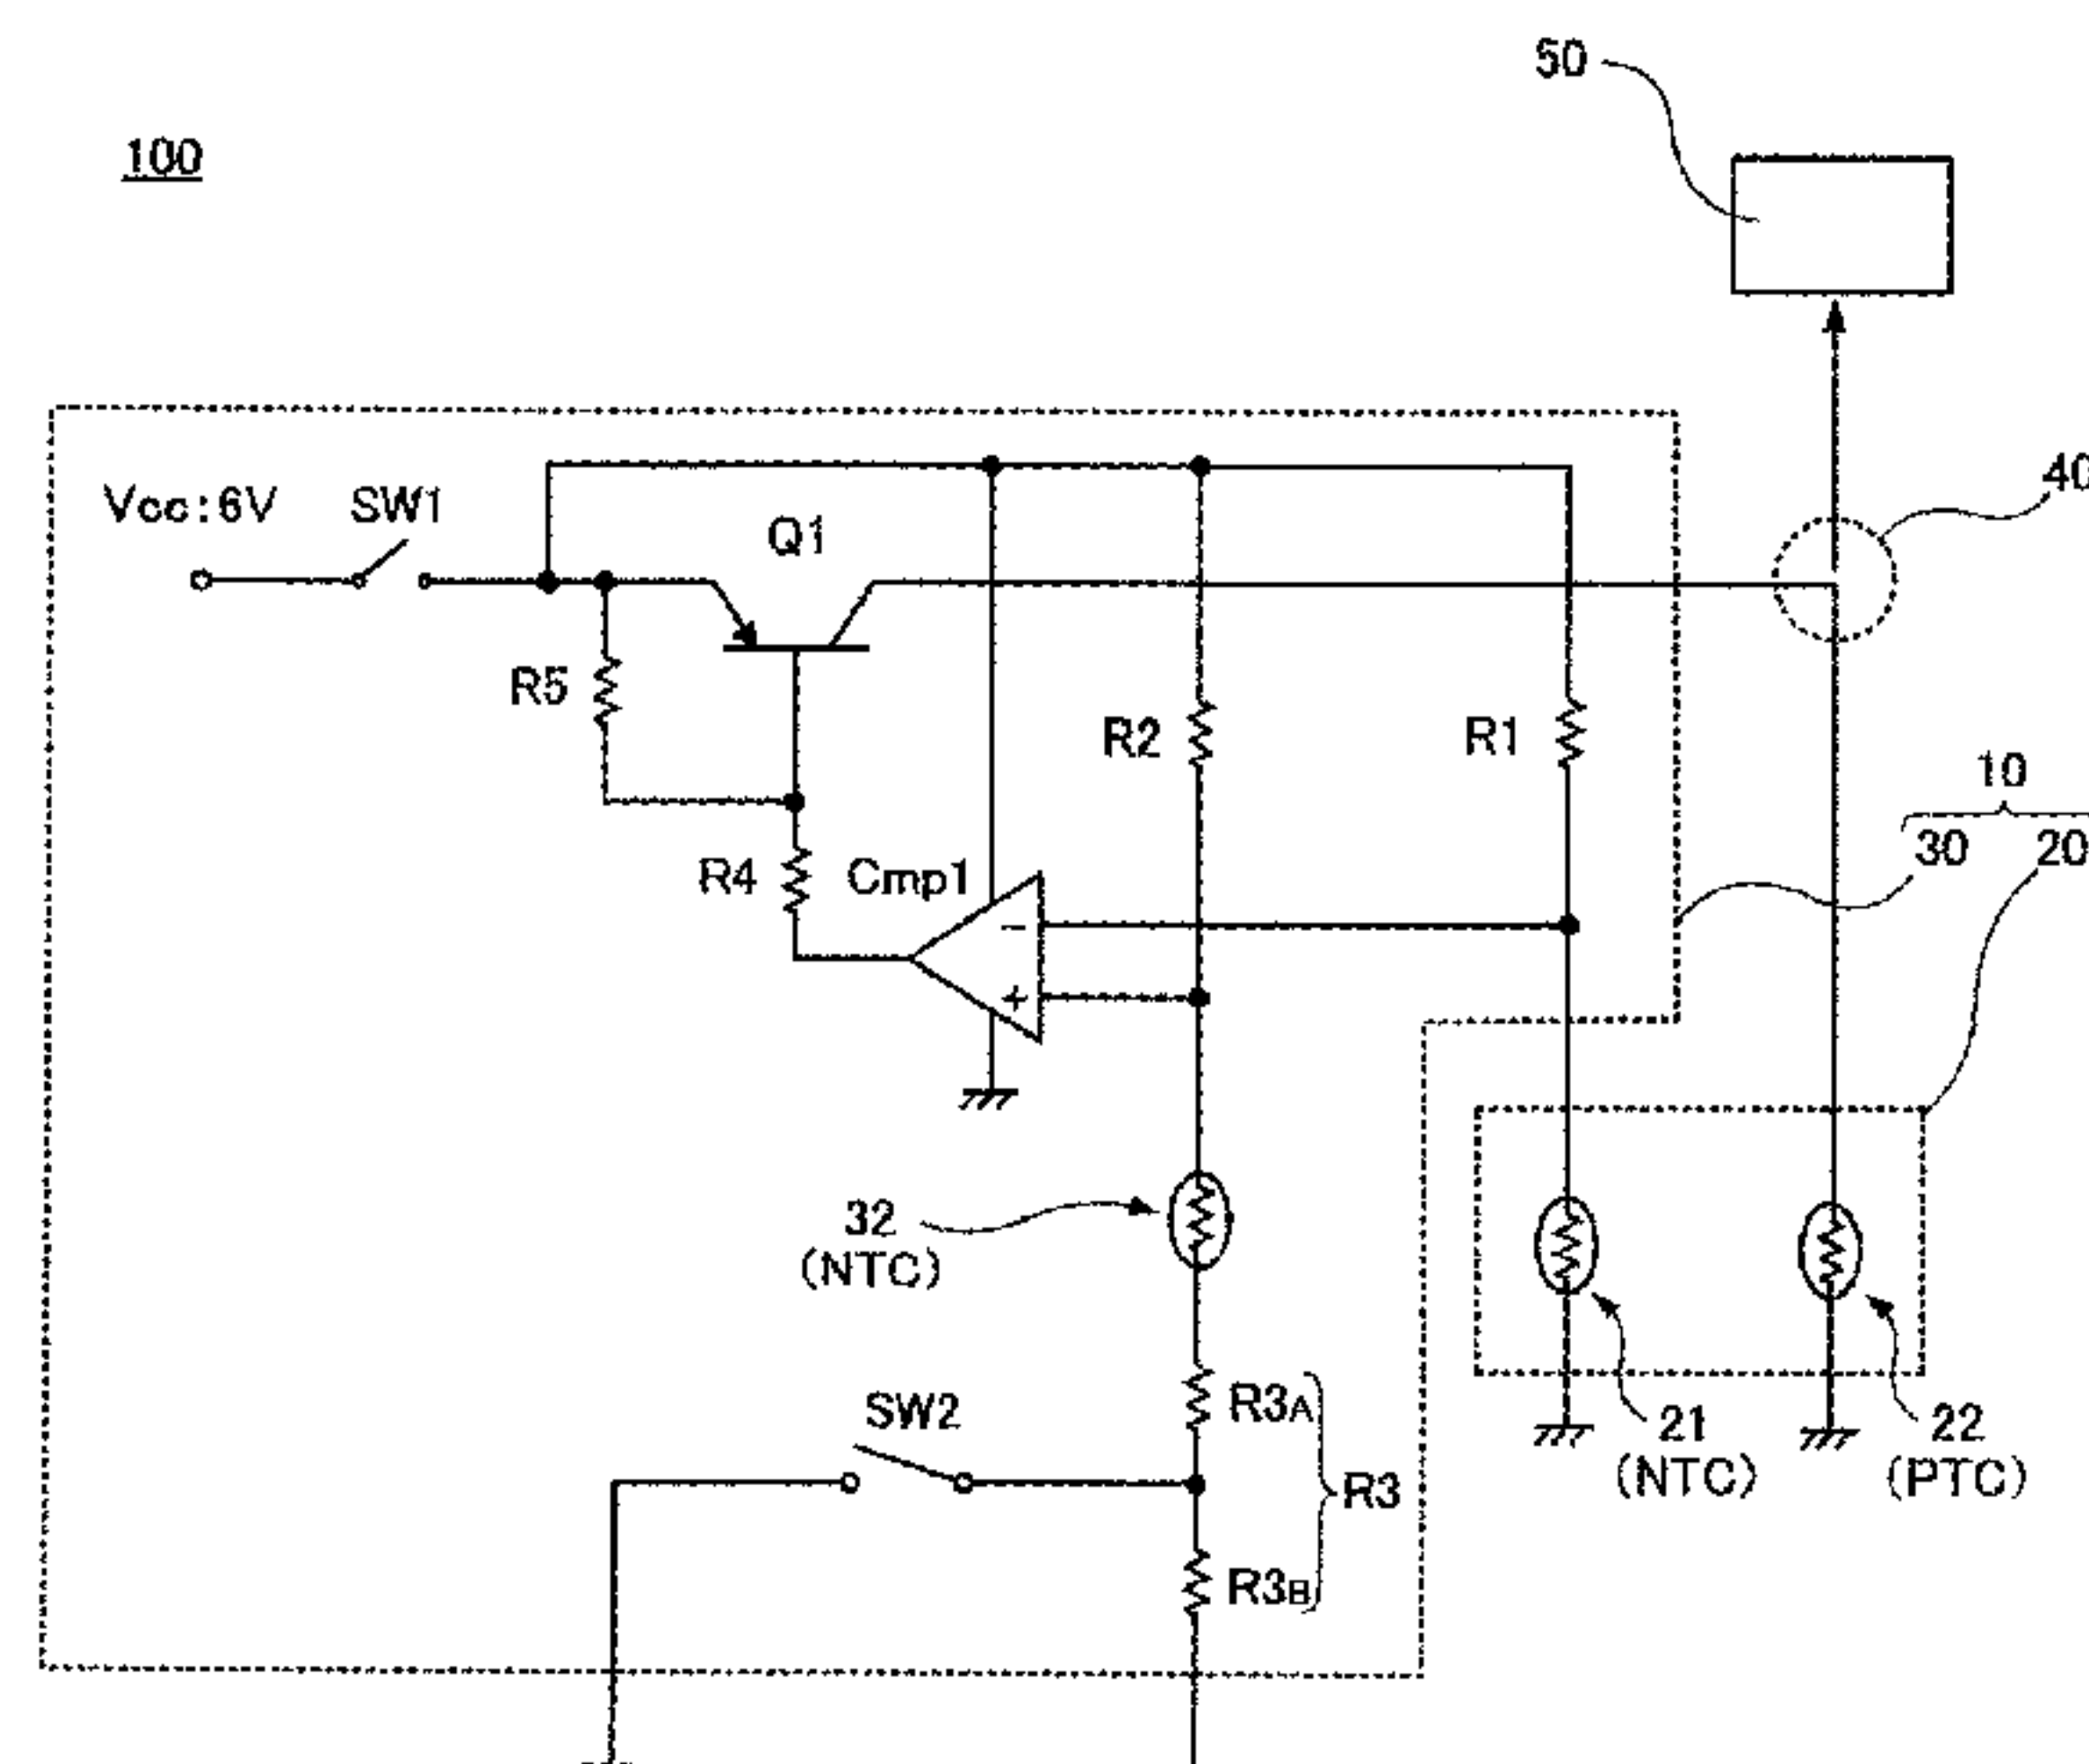 50
100
40
Vcc:6V
SW1
Q1
R5
R2
R1
10
30
20
R4
Cmp1
-
+
32
(NTC)
SW2
R3A
R3
R3B
21
(NTC)
22
(PTC)